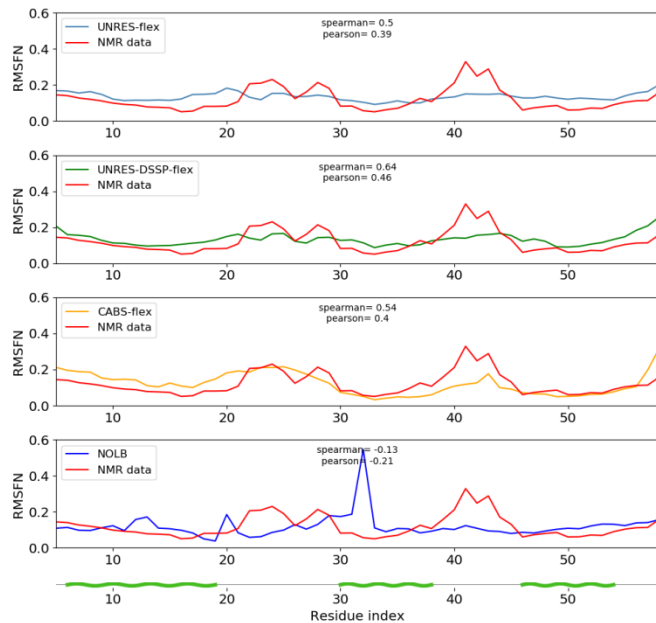 0.6
0.4
0.2
0.0
RMSFN
UNRES-flex
NMR data
spearman= 0.5
pearson= 0.39
10 20 30 40 50
0.6
0.4
0.2
0.0
RMSFN
UNRES-DSSP-flex
NMR data
spearman= 0.64
pearson= 0.46
10 20 30 40 50
0.6
0.4
0.2
0.0
RMSFN
CABS-flex
NMR data
spearman= 0.54
pearson= 0.4
10 20 30 40 50
0.6
0.4
0.2
0.0
RMSFN
NOLB
NMR data
spearman= -0.13
pearson= -0.21
10 20 30 40 50
10 20 30 40 50
Residue index